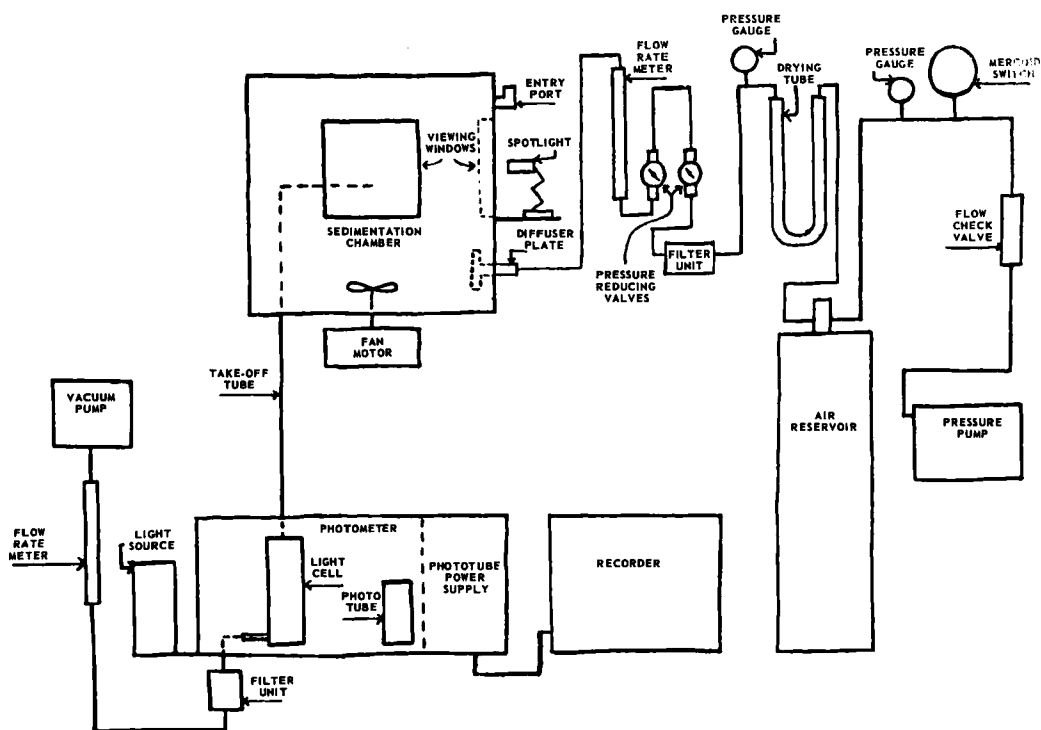 PRESSURE
GAUGE
FLOW
RATE
METER
DRYING
TUBE
PRESSURE
GAUGE
MERCOID
SWITCH
ENTRY
PORT
VIEWING
WINDOWS
SPOTLIGHT
SEDIMENTATION
CHAMBER
DIFFUSER
PLATE
FILTER
UNIT
PRESSURE
REDUCING
VALVES
FLOW
CHECK
VALVE
FAN
MOTOR
TAKE-OFF
TUBE
VACUUM
PUMP
AIR
RESERVOIR
PRESSURE
PUMP
FLOW
RATE
METER
LIGHT
SOURCE
PHOTOMETER
LIGHT
CELL
PHOTO
TUBE
PHOTOTUBE
POWER
SUPPLY
RECORDER
FILTER
UNIT